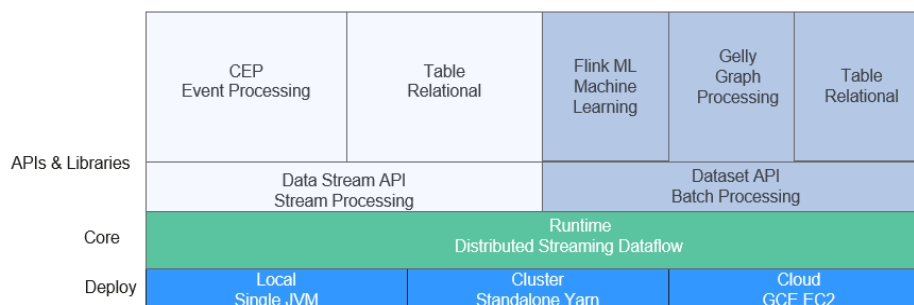 CEP
Event Processing
Table
Relational
Flink ML
Machine
Learning
Gelly
Graph
Processing
Table
Relational
APIs & Libraries
Data Stream API
Stream Processing
Dataset API
Batch Processing
Core
Runtime
Distributed Streaming Dataflow
Deploy
Local
Single JVM
Cluster
Standalone Yarn
Cloud
GCE EC2